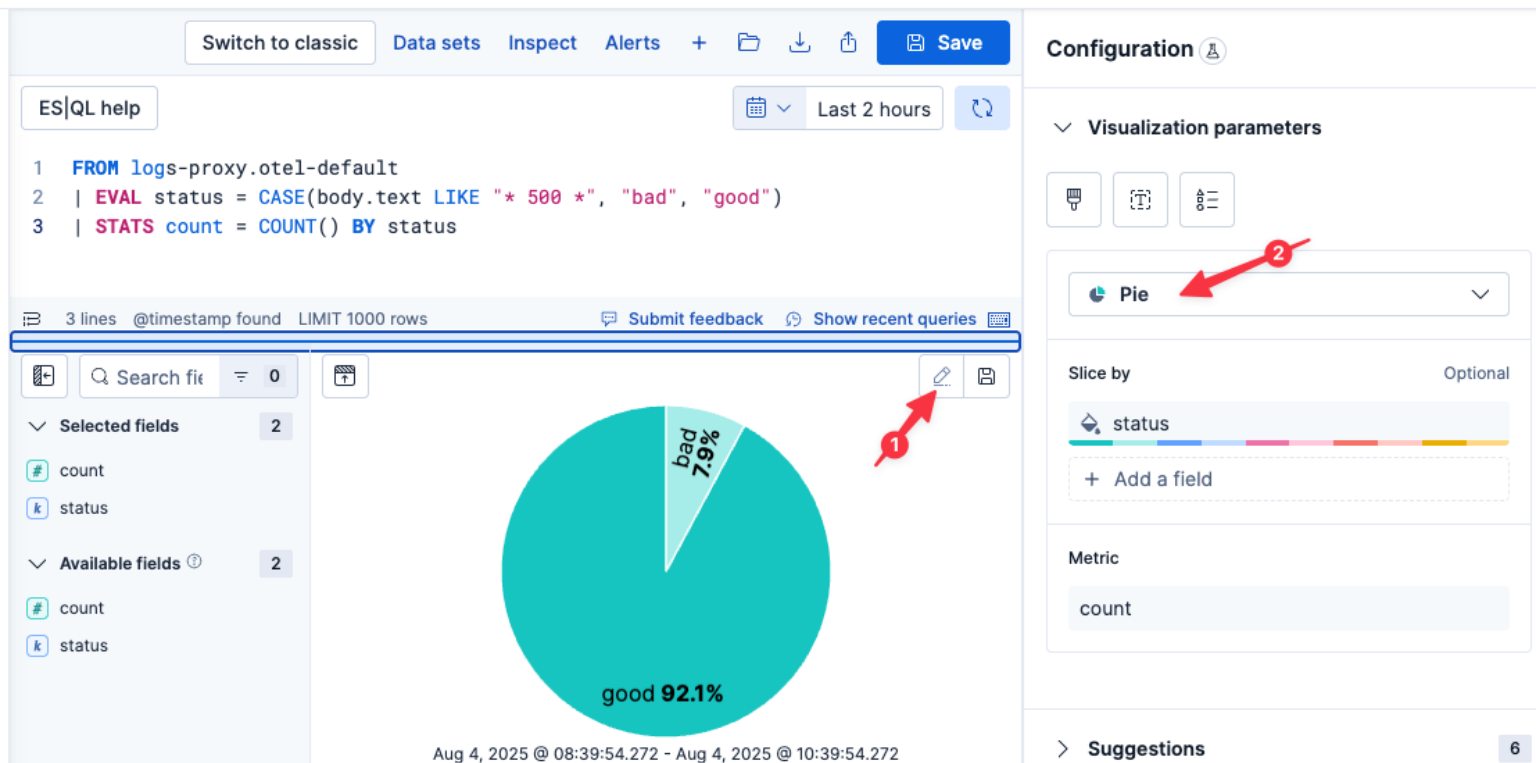 Switch to classic Data sets Inspect Alerts + Save
ES|QL help
Last 2 hours
1 FROM logs-proxy.otel-default
2 | EVAL status = CASE(body.text LIKE "* 500 *", "bad", "good")
3 | STATS count = COUNT() BY status
3 lines @timestamp found LIMIT 1000 rows Submit feedback Show recent queries
Search fie 0
Selected fields 2
# count
k status
Available fields ? 2
# count
k status
1
bad
7.9%
good 92.1%
Aug 4, 2025 @ 08:39:54.272 - Aug 4, 2025 @ 10:39:54.272
Configuration
Visualization parameters
T
2
Pie
Slice by Optional
status
+ Add a field
Metric
count
Suggestions 6